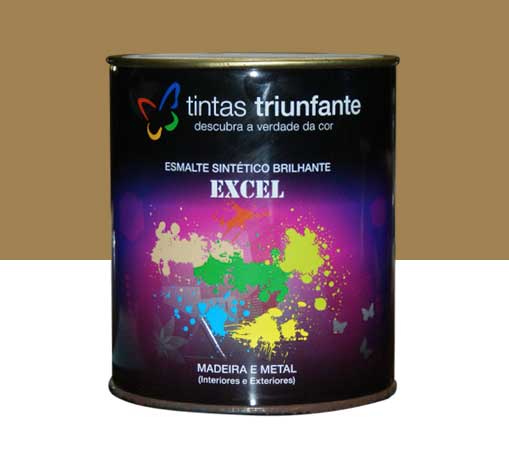 tintas triunfante
descubra a verdade da cor
ESMALTE SINTÉTICO BRILHANTE
EXCEL
MADEIRA E METAL
(Interiores e Exteriores)